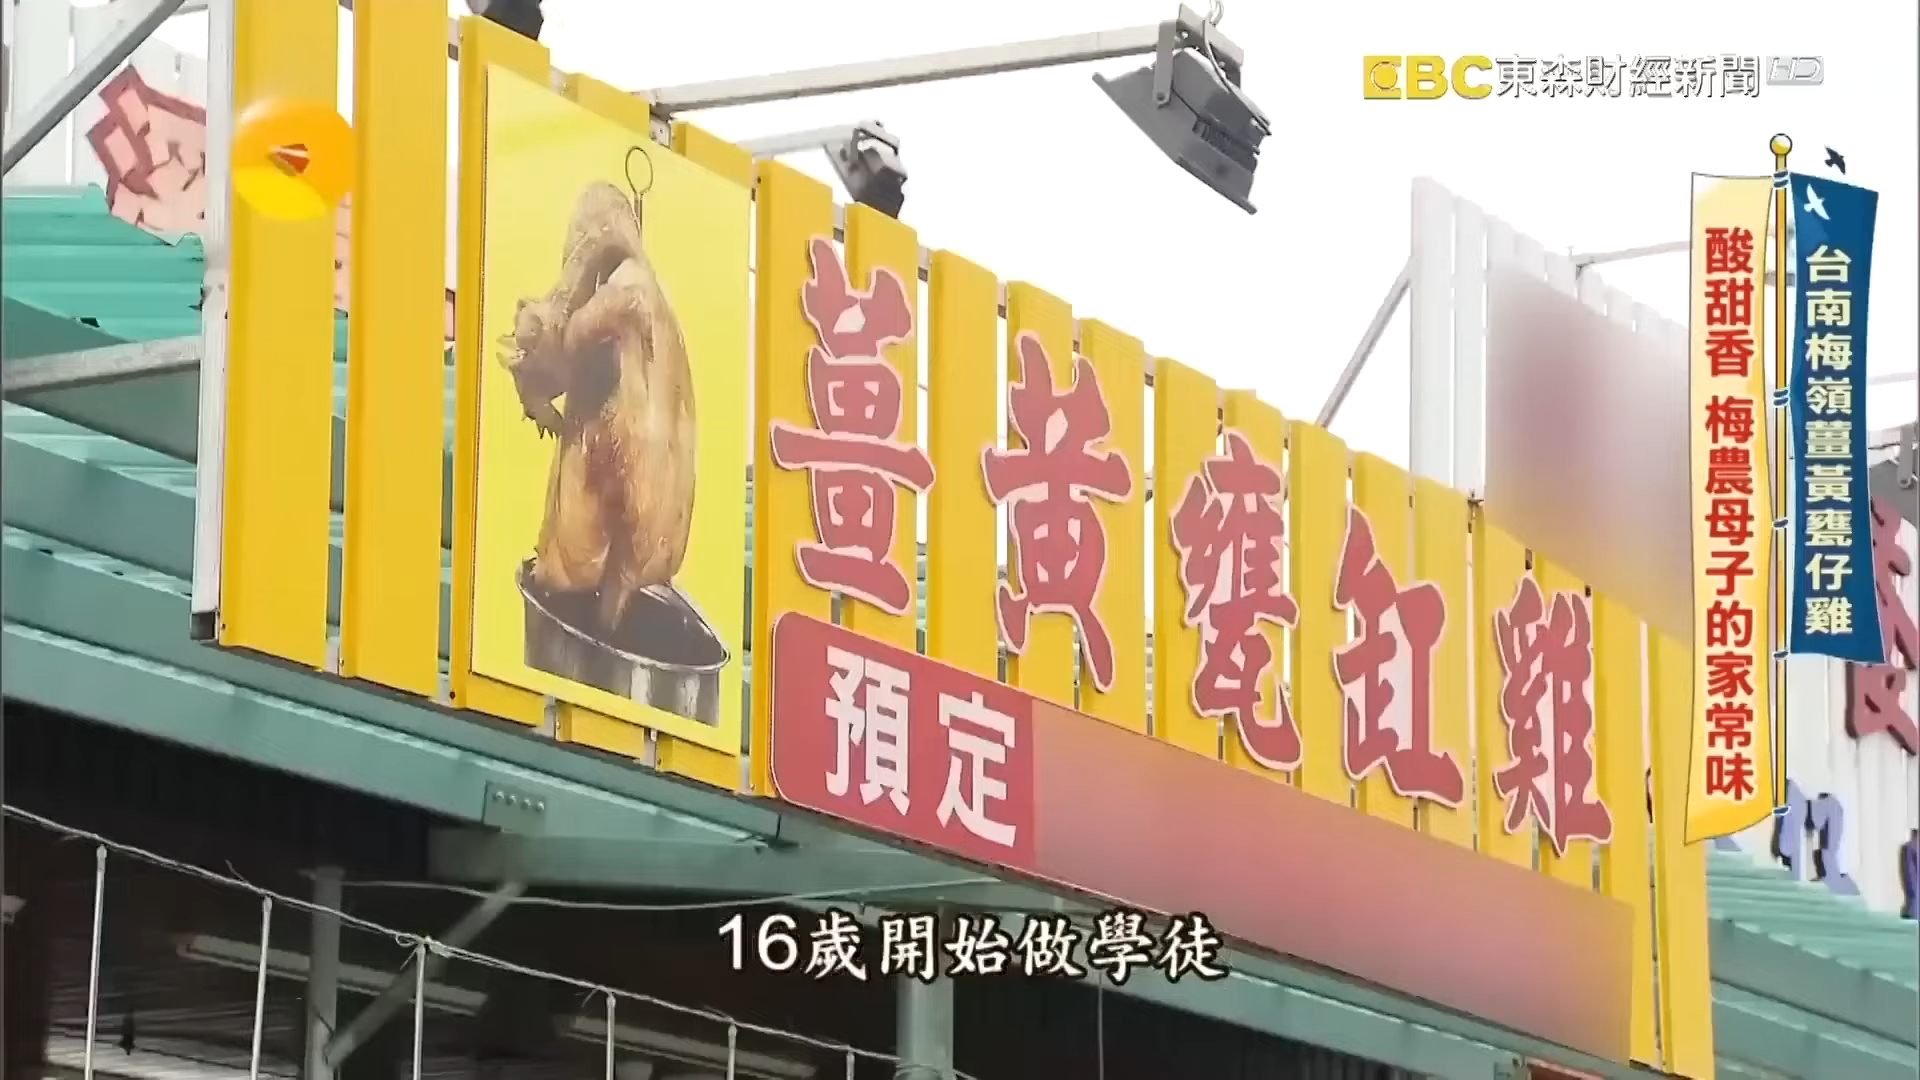 EBC東森財經新聞 HD
台南梅嶺薑黃甕仔雞
酸甜香 梅農母子的家常味
薑黃甕缸雞
預定
16歲開始做學徒